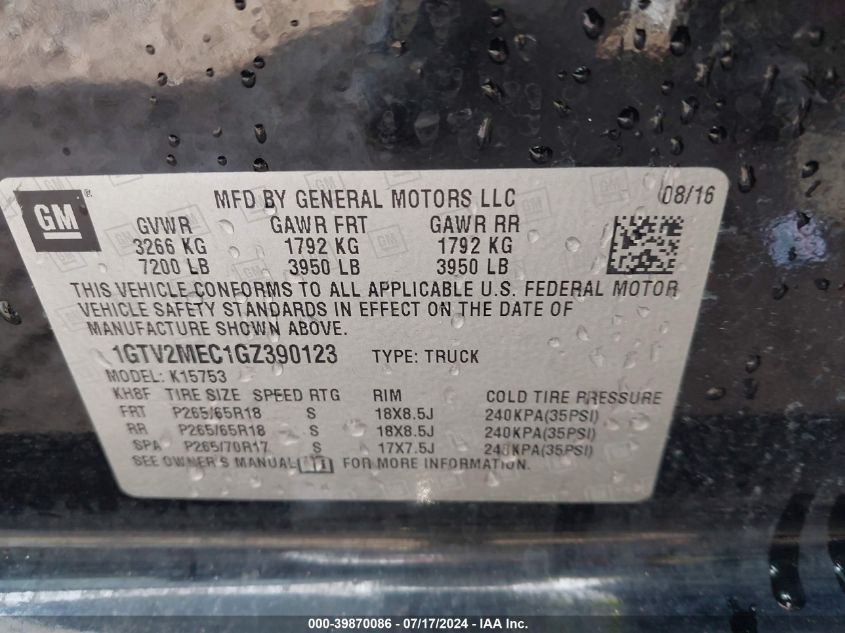 GM
MFD BY GENERAL MOTORS LLC
08/16
GVWR GAWR FRT GAWR RR
3266 KG 1792 KG 1792 KG
7200 LB 3950 LB 3950 LB
THIS VEHICLE CONFORMS TO ALL APPLICABLE U.S. FEDERAL MOTOR
VEHICLE SAFETY STANDARDS IN EFFECT ON THE DATE OF
MANUFACTURE SHOWN ABOVE.
1GTV2MEC1GZ390123 TYPE: TRUCK
MODEL: K15753
KH8F TIRE SIZE SPEED RTG RIM COLD TIRE PRESSURE
FRT P265/65R18 S 18X8.5J 240KPA(35PSI)
RR P265/65R18 S 18X8.5J 240KPA(35PSI)
SPA P265/70R17 S 17X7.5J 240KPA(35PSI)
SEE OWNER'S MANUAL FOR MORE INFORMATION.
000-39870086 - 07/17/2024 - IAA Inc.